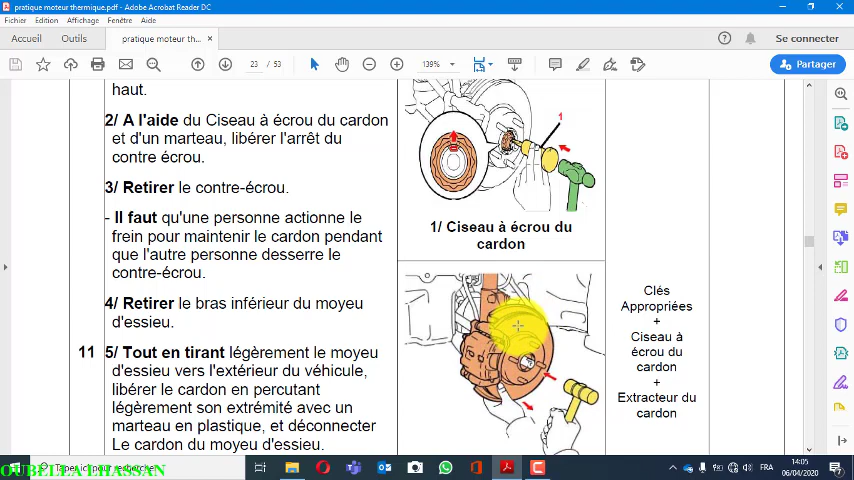 pratique moteur thermique.pdf - Adobe Acrobat Reader DC
Fichier Edition Affichage Fenêtre Aide
Accueil Outils pratique moteur ther... × Se connecter
23 / 53 139% Partager
haut.
2/ A l'aide du Ciseau à écrou du cardon
et d'un marteau, libérer l'arrêt du
contre écrou.
3/ Retirer le contre-écrou.
- Il faut qu'une personne actionne le
frein pour maintenir le cardon pendant
que l'autre personne desserre le
contre-écrou.
4/ Retirer le bras inférieur du moyeu
d'essieu.
11 5/ Tout en tirant légèrement le moyeu
d'essieu vers l'extérieur du véhicule,
libérer le cardon en percutant
légèrement son extrémité avec un
marteau en plastique, et déconnecter
Le cardon du moyeu d'essieu.
1
1/ Ciseau à écrou du
cardon
Clés
Appropriées
+
Ciseau à
écrou du
cardon
+
Extracteur du
cardon
OUBELLA LHASSAN
Taper ici pour rechercher
FRA
14:05
06/04/2020